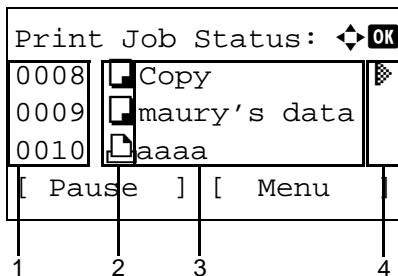 Print Job Status: OK
0008 Copy
0009 maury's data
0010 aaaa
[ Pause ] [ Menu ]
1 2 3 4